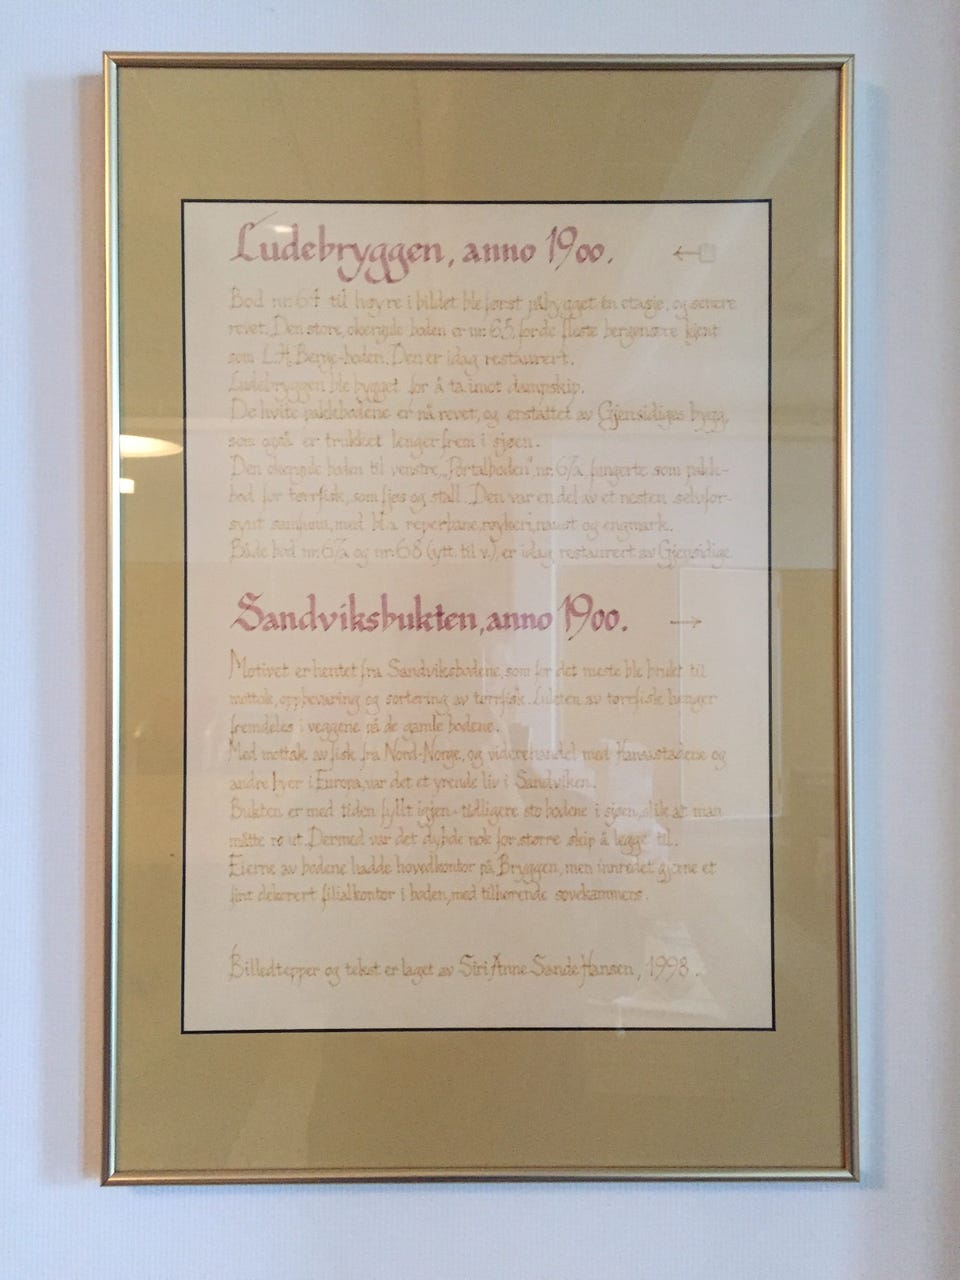 Ludebryggen, anno 1900. ←
Bod nr. 64 til høyre i bildet ble først påbygget én etasje, og senere
revet. Den store, okergule boden er nr. 65, for de fleste bergensere kjent
som L.H. Berge-boden. Den er idag restaurert.
Ludebryggen ble bygget for å ta imot dampskip.
De hvite pakkbodene er nå revet, og erstattet av Gjensidiges bygg,
som også er trukket lenger frem i sjøen.
Den okergule boden til venstre, "Portalboden", nr. 67a, fungerte som pakk-
bod for tørrfisk, som fjøs og stall. Den var en del av et nesten selvfor-
synt samfunn, med bl.a. reperbane, røykeri, naust og engmark.
Både bod nr. 67a og nr. 68 (ytt. til v.), er idag restaurert av Gjensidige.
Sandviksbukten, anno 1900. →
Motivet er hentet fra Sandviksbodene, som for det meste ble brukt til
mottak, oppbevaring og sortering av tørrfisk. Lukten av tørrfisk henger
fremdeles i veggene på de gamle bodene.
Med mottak av fisk fra Nord-Norge, og viderehandel med Hansastadene og
andre byer i Europa, var det et yrende liv i Sandviken.
Bukten er med tiden fyllt igjen - tidligere sto bodene i sjøen, slik at man
måtte ro ut. Dermed var det dybde nok for større skip å legge til.
Eierne av bodene hadde hovedkontor på Bryggen, men innredet gjerne et
fint dekorert filialkontor i boden, med tilhørende sovekammers.
Billedtepper og tekst er laget av Siri Anne Sande Hansen, 1998.